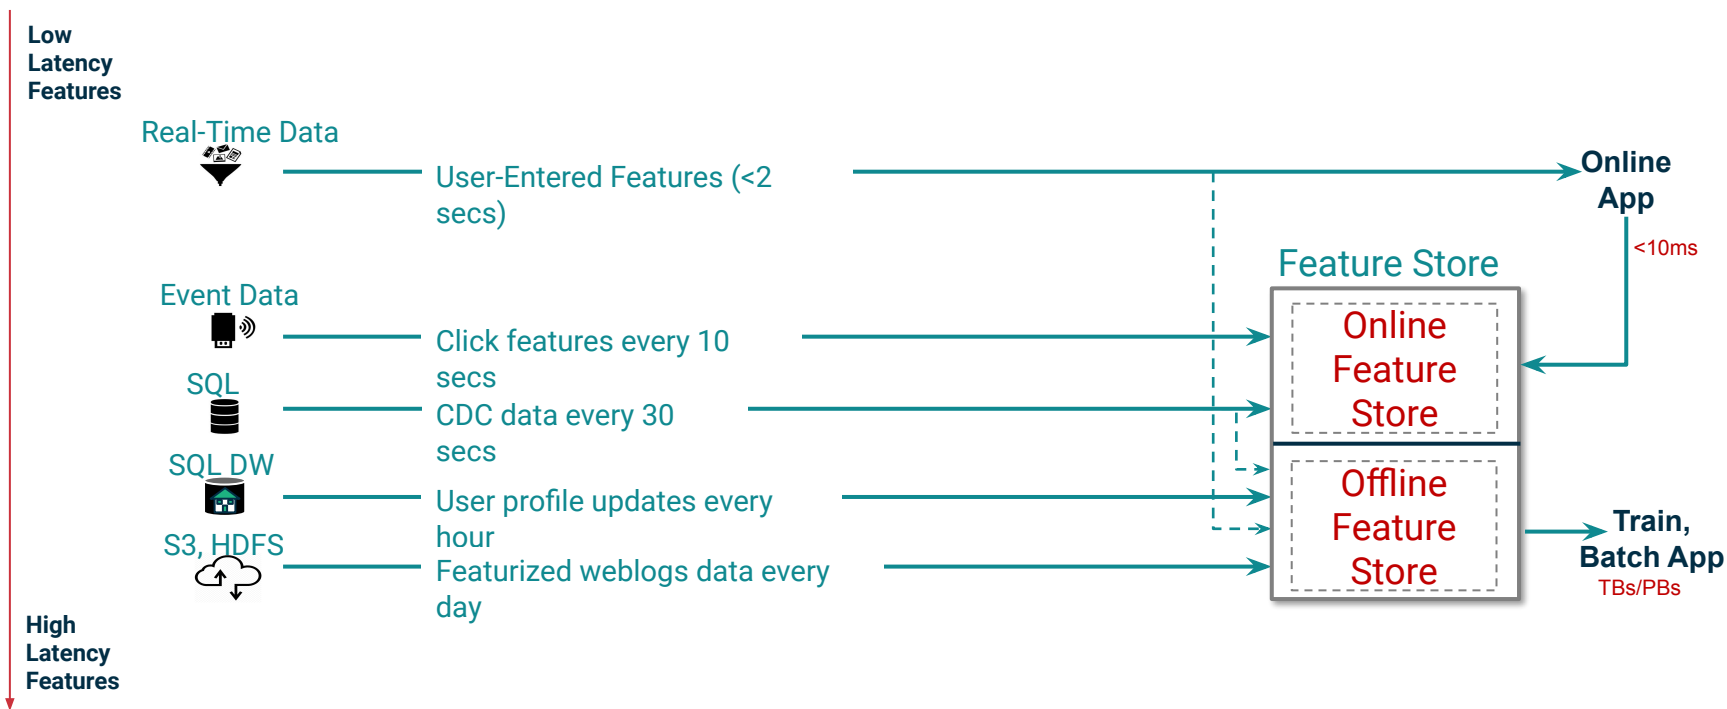 Low
Latency
Features
Real-Time Data
User-Entered Features (<2
secs)
Online
App
<10ms
Feature Store
Event Data
Click features every 10
secs
Online
Feature
Store
SQL
CDC data every 30
secs
SQL DW
User profile updates every
hour
Offline
Feature
Store
S3, HDFS
Featurized weblogs data every
day
Train,
Batch App
TBs/PBs
High
Latency
Features